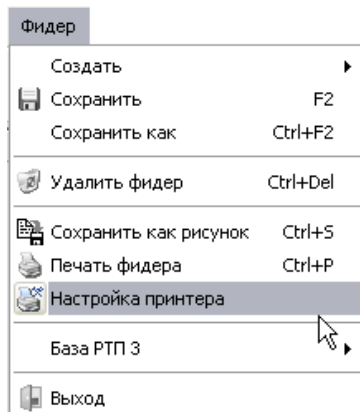 Фидер
Создать
Сохранить F2
Сохранить как Ctrl+F2
Удалить фидер Ctrl+Del
Сохранить как рисунок Ctrl+S
Печать фидера Ctrl+P
Настройка принтера
База РТП 3
Выход